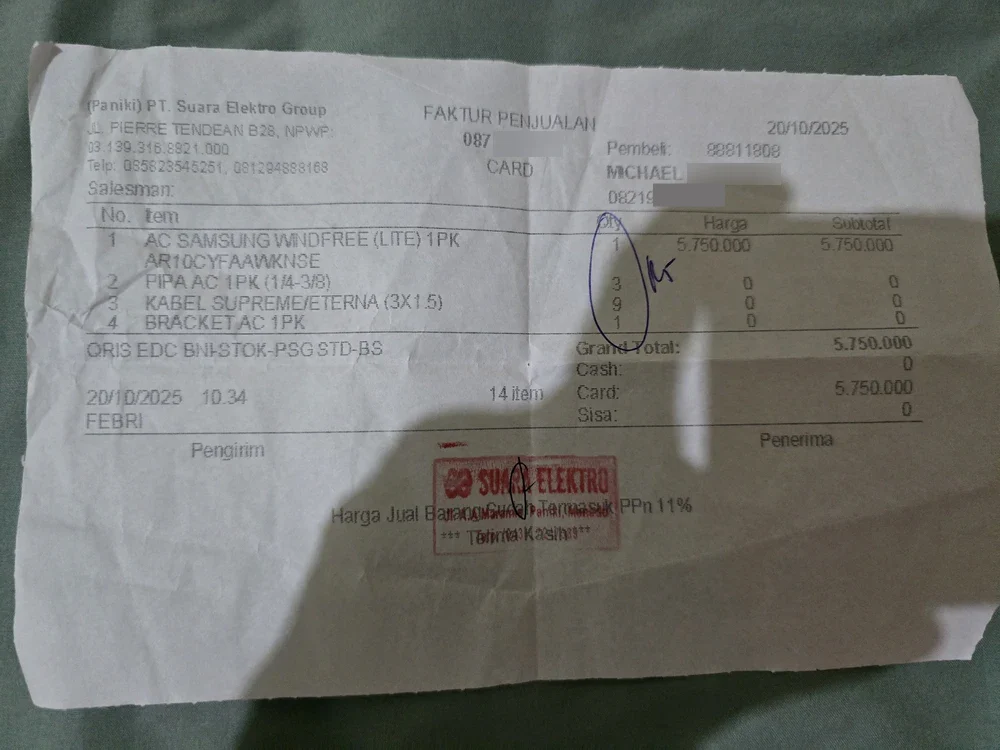 (Paniki) PT. Suara Elektro Group
JL. PIERRE TENDEAN B28, NPWP:
03.139.316.8821.000
Telp: 085623545251, 081294888168
Salesman:
FAKTUR PENJUALAN
087
CARD
20/10/2025
Pembeli: 88811808
MICHAEL
08219
No. Item Qty Harga Subtotal
1 AC SAMSUNG WINDFREE (LITE) 1PK 1 5.750.000 5.750.000
AR10CYFAAWKNSE
2 PIPA AC 1PK (1/4-3/8) 3 0 0
3 KABEL SUPREME/ETERNA (3X1.5) 9 0 0
4 BRACKET AC 1PK 1 0 0
QRIS EDC BNI-STOK-PSG STD-BS
Grand Total: 5.750.000
Cash: 0
Card: 5.750.000
Sisa: 0
20/10/2025 10.34 14 item
FEBRI
Pengirim Penerima
SUARA ELEKTRO
Harga Jual Barang Sudah Termasuk PPn 11%
*** Terima Kasih ***